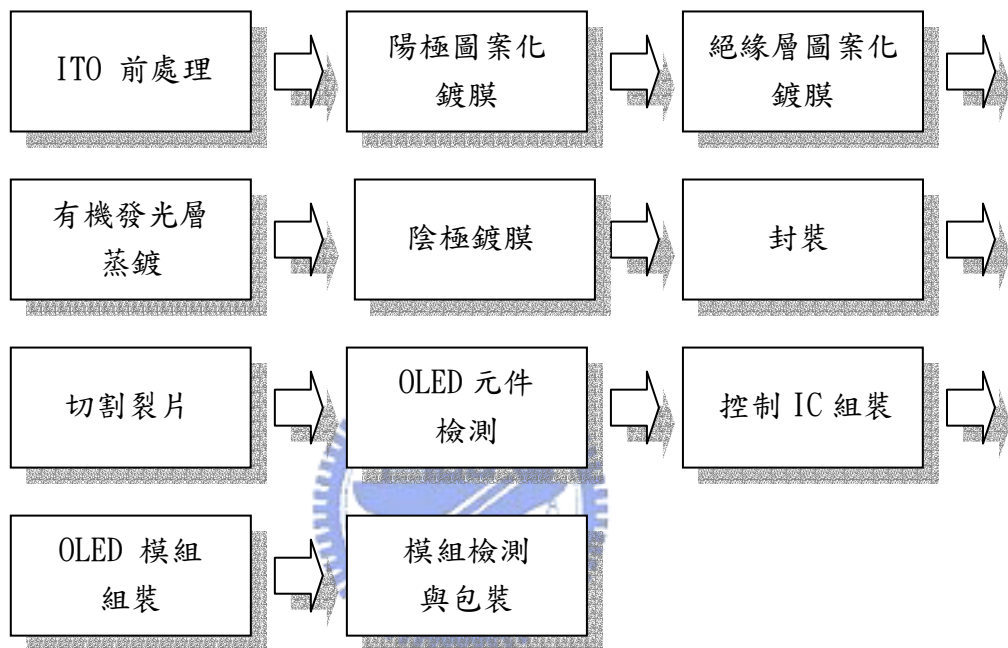 ITO 前處理
陽極圖案化
鍍膜
絕緣層圖案化
鍍膜
有機發光層
蒸鍍
陰極鍍膜
封裝
切割裂片
OLED 元件
檢測
控制 IC 組裝
OLED 模組
組裝
模組檢測
與包裝